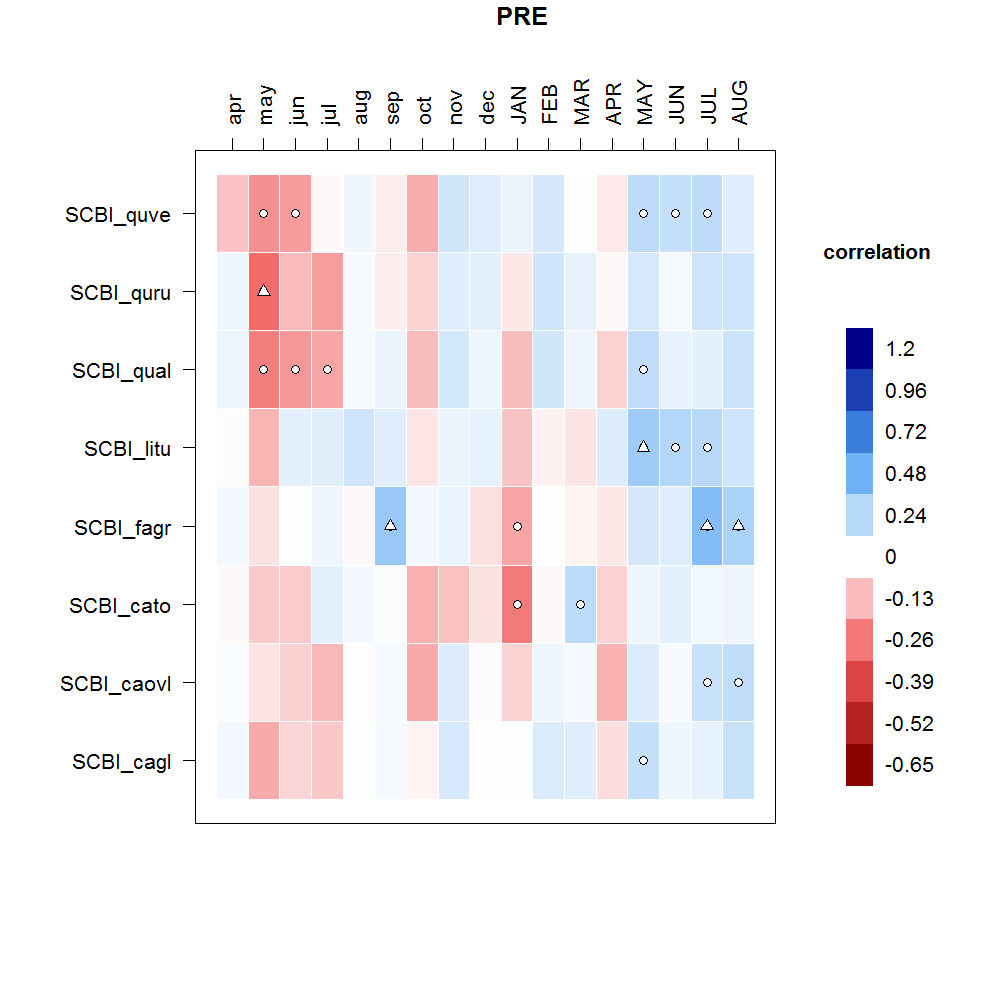 PRE
apr may jun jul aug sep oct nov dec JAN FEB MAR APR MAY JUN JUL AUG
SCBI_quve
SCBI_quru
SCBI_qual
SCBI_litu
SCBI_fagr
SCBI_cato
SCBI_caovl
SCBI_cagl
correlation
1.2
0.96
0.72
0.48
0.24
0
-0.13
-0.26
-0.39
-0.52
-0.65